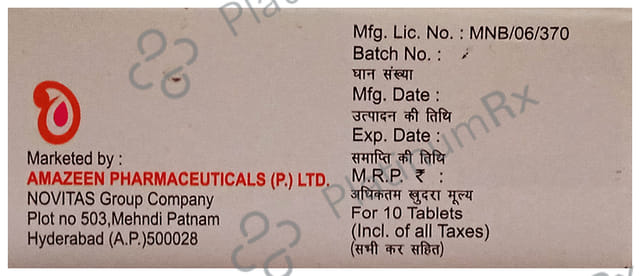 Marketed by :
AMAZEEN PHARMACEUTICALS (P.) LTD.
NOVITAS Group Company
Plot no 503,Mehndi Patnam
Hyderabad (A.P.)500028
Mfg. Lic. No. : MNB/06/370
Batch No. :
घान संख्या
Mfg. Date :
उत्पादन की तिथि
Exp. Date :
समाप्ति की तिथि
M.R.P. ₹ :
अधिकतम खुदरा मूल्य
For 10 Tablets
(Incl. of all Taxes)
(सभी कर सहित)
PlatinumRx